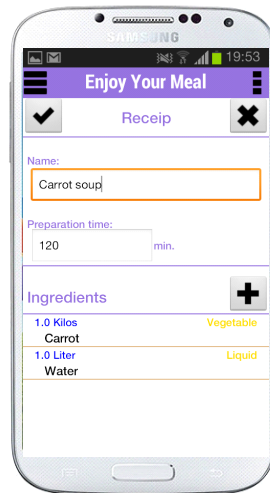 SAMSUNG
19:53
Enjoy Your Meal
Receip
Name:
Carrot soup
Preparation time:
120 min.
Ingredients
1.0 Kilos Vegetable
Carrot
1.0 Liter Liquid
Water